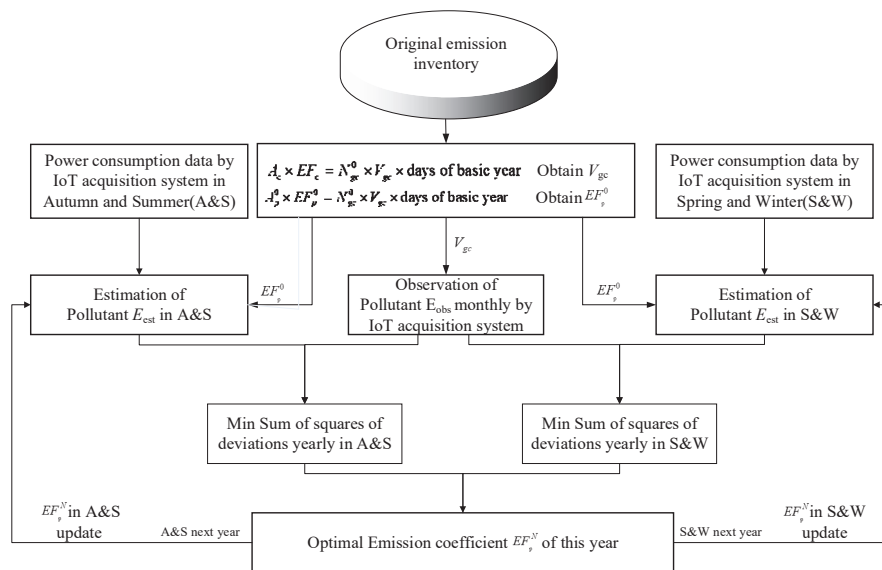 Original emission
inventory
Power consumption data by
IoT acquisition system in
Autumn and Summer(A&S)
A_c × EF_c = N_gc^0 × V_gc × days of basic year Obtain V_gc
A_p^0 × EF_p^0 = N_gc^0 × V_gc × days of basic year Obtain EF_p^0
Power consumption data by
IoT acquisition system in
Spring and Winter(S&W)
V_gc
EF_p^0
EF_p^0
Estimation of
Pollutant E_est in A&S
Observation of
Pollutant E_obs monthly by
IoT acquisition system
Estimation of
Pollutant E_est in S&W
Min Sum of squares of
deviations yearly in A&S
Min Sum of squares of
deviations yearly in S&W
EF_p^N in A&S
update
A&S next year
Optimal Emission coefficient EF_p^N of this year
S&W next year
EF_p^N in S&W
update